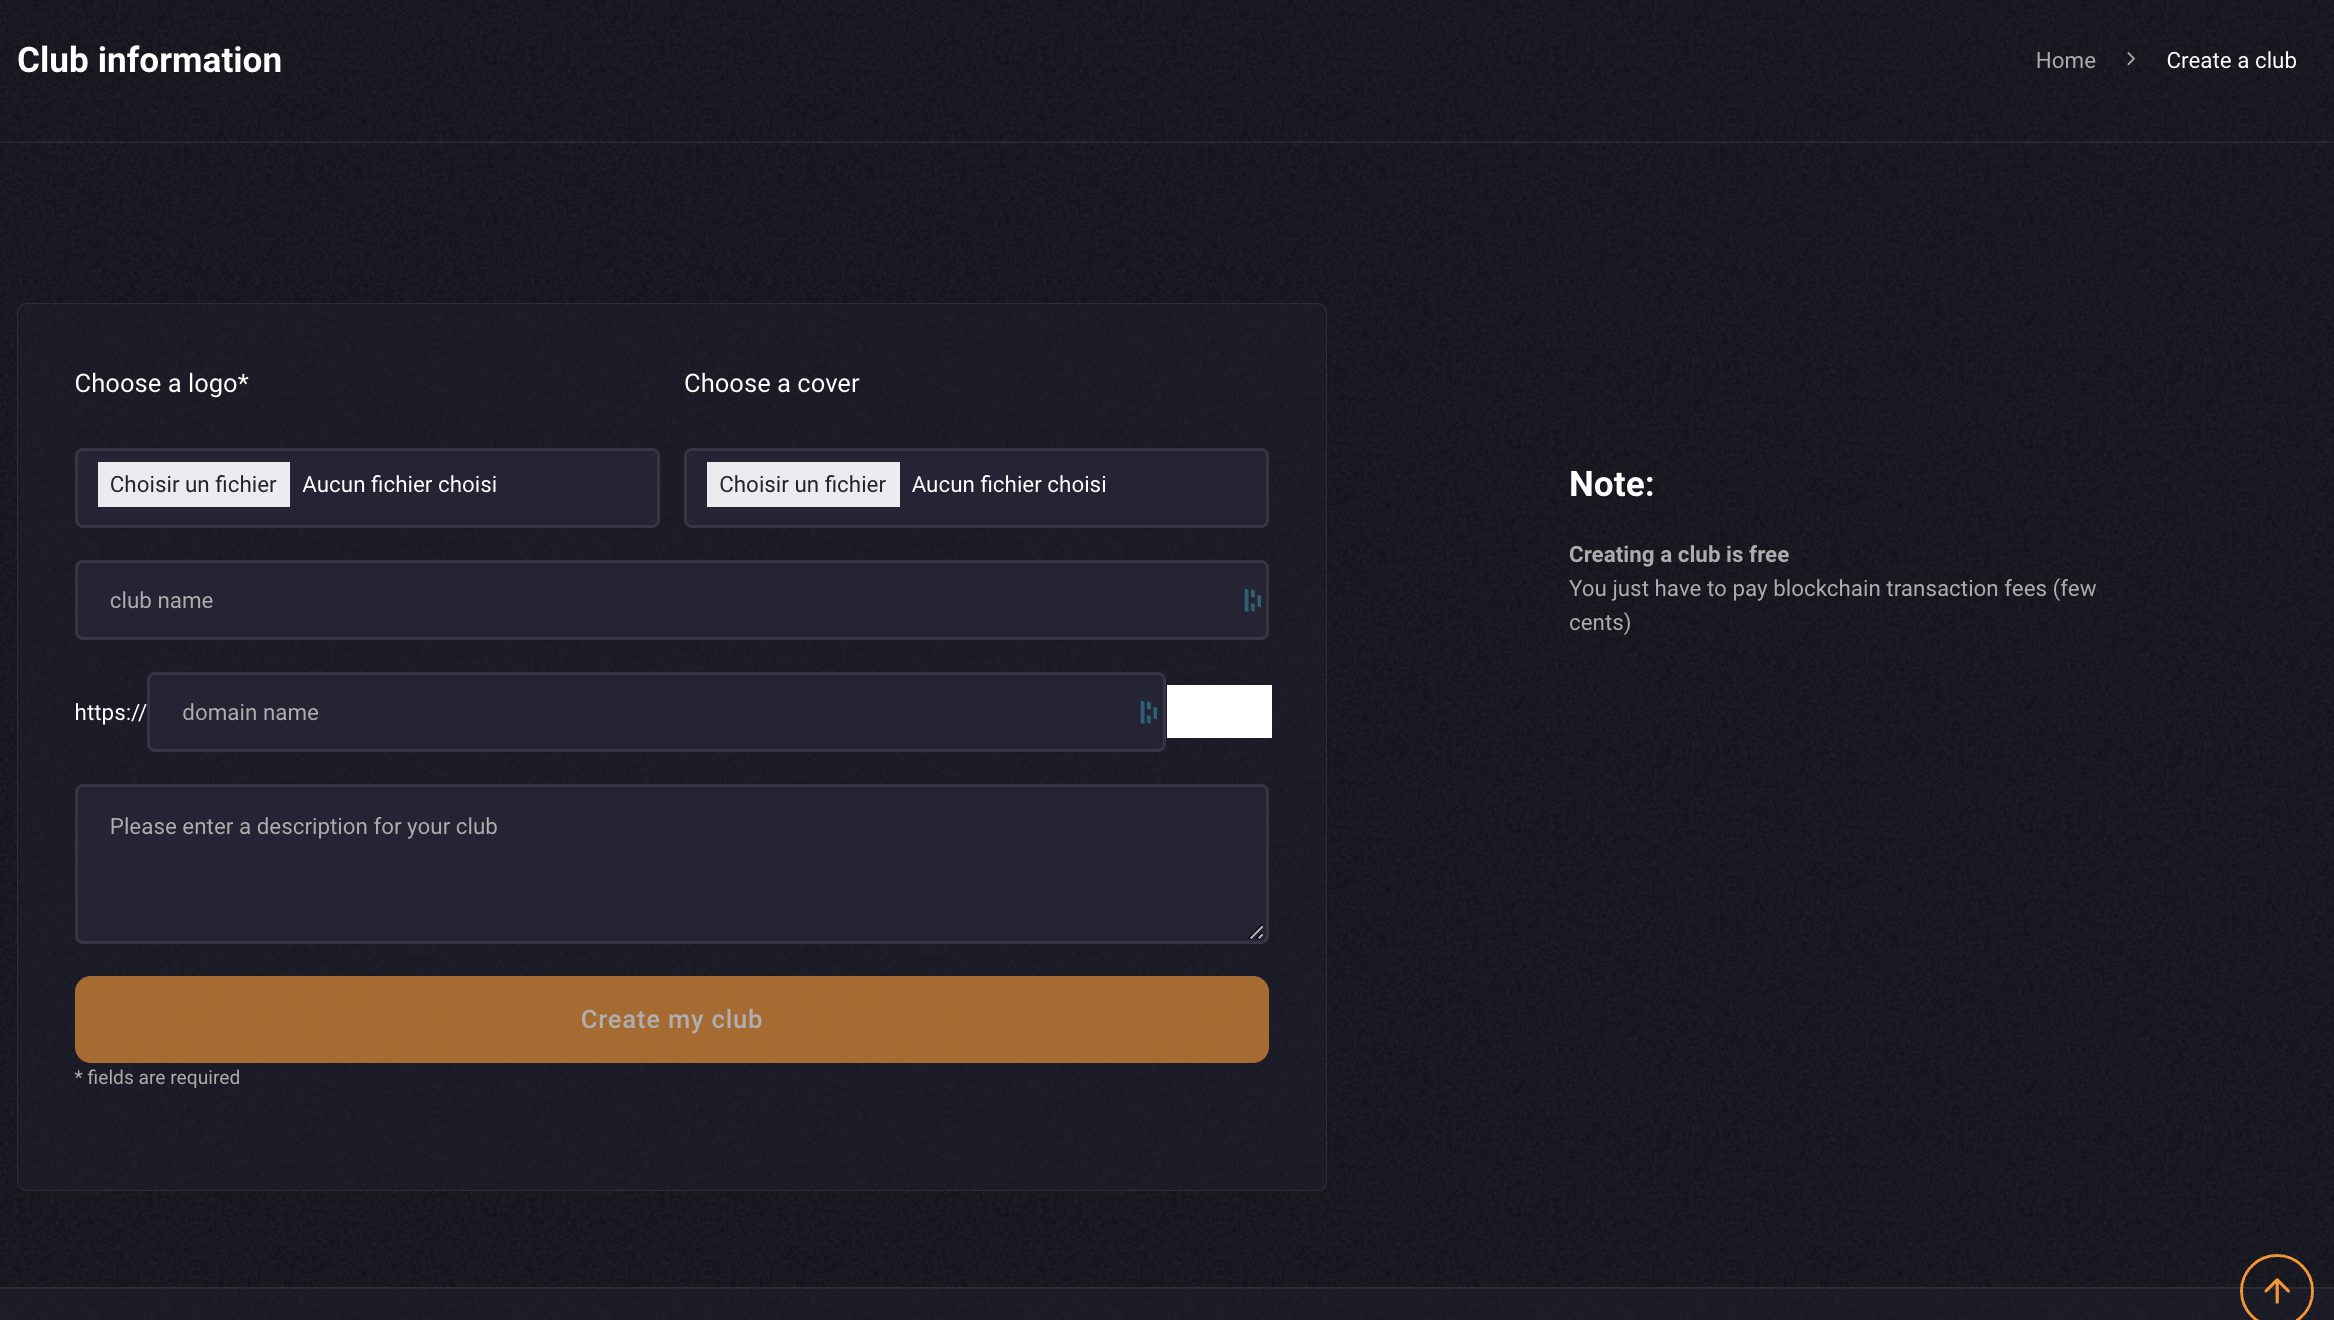 Club information
Home > Create a club
Choose a logo*
Choose a cover
Choisir un fichier Aucun fichier choisi
Choisir un fichier Aucun fichier choisi
club name
https:// domain name
Please enter a description for your club
Create my club
* fields are required
Note:
Creating a club is free
You just have to pay blockchain transaction fees (few
cents)